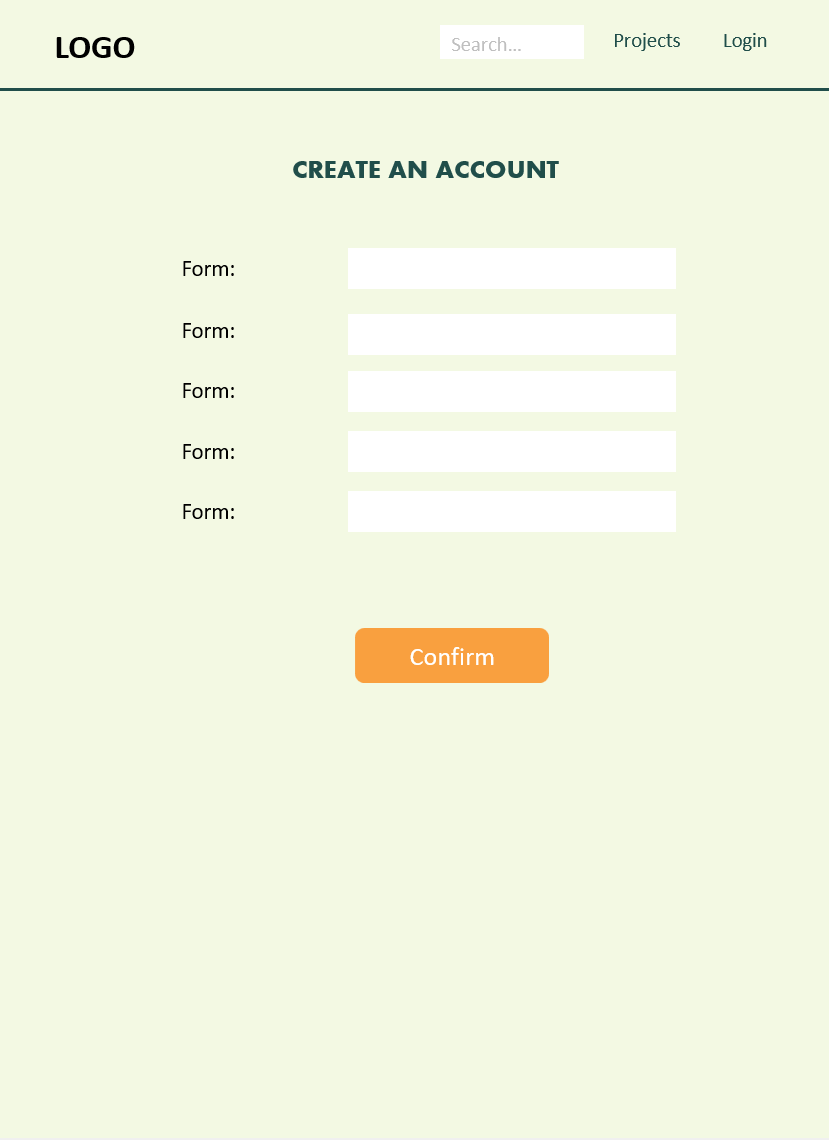 LOGO
Search...
Projects
Login
CREATE AN ACCOUNT
Form:
Form:
Form:
Form:
Form:
Confirm